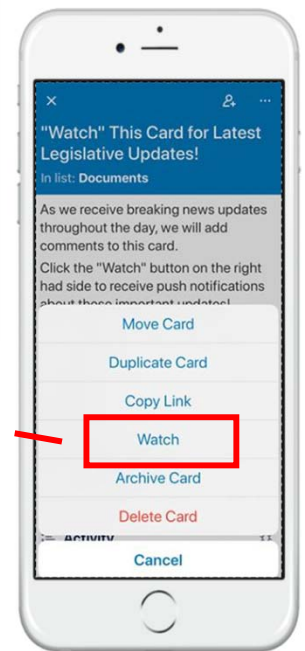 "Watch" This Card for Latest
Legislative Updates!
In list: Documents
As we receive breaking news updates
throughout the day, we will add
comments to this card.
Click the "Watch" button on the right
had side to receive push notifications
about these important updates!
Move Card
Duplicate Card
Copy Link
Watch
Archive Card
Delete Card
Activity
Cancel